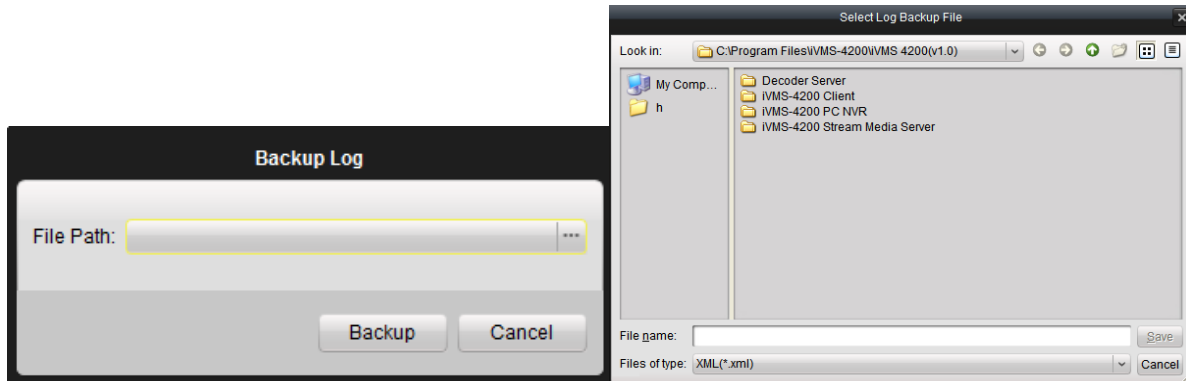 Backup Log
File Path:
Backup Cancel
Select Log Backup File
Look in: C:\Program Files\iVMS-4200\iVMS 4200(v1.0)
My Comp...
h
Decoder Server
iVMS-4200 Client
iVMS-4200 PC NVR
iVMS-4200 Stream Media Server
File name: Save
Files of type: XML(*.xml) Cancel